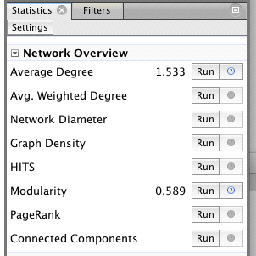 Statistics Filters
Settings
Network Overview
Average Degree 1.533 Run
Avg. Weighted Degree Run
Network Diameter Run
Graph Density Run
HITS Run
Modularity 0.589 Run
PageRank Run
Connected Components Run